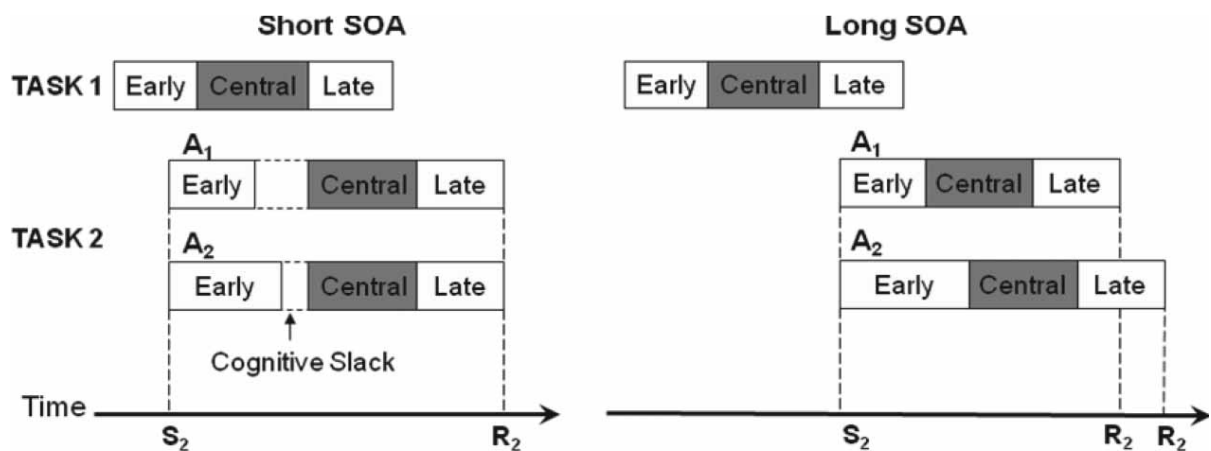 Short SOA Long SOA
TASK 1 Early Central Late Early Central Late
A₁ A₁
Early Central Late Early Central Late
TASK 2 A₂ A₂
Early Central Late Early Central Late
Cognitive Slack
Time
S₂ R₂ S₂ R₂ R₂